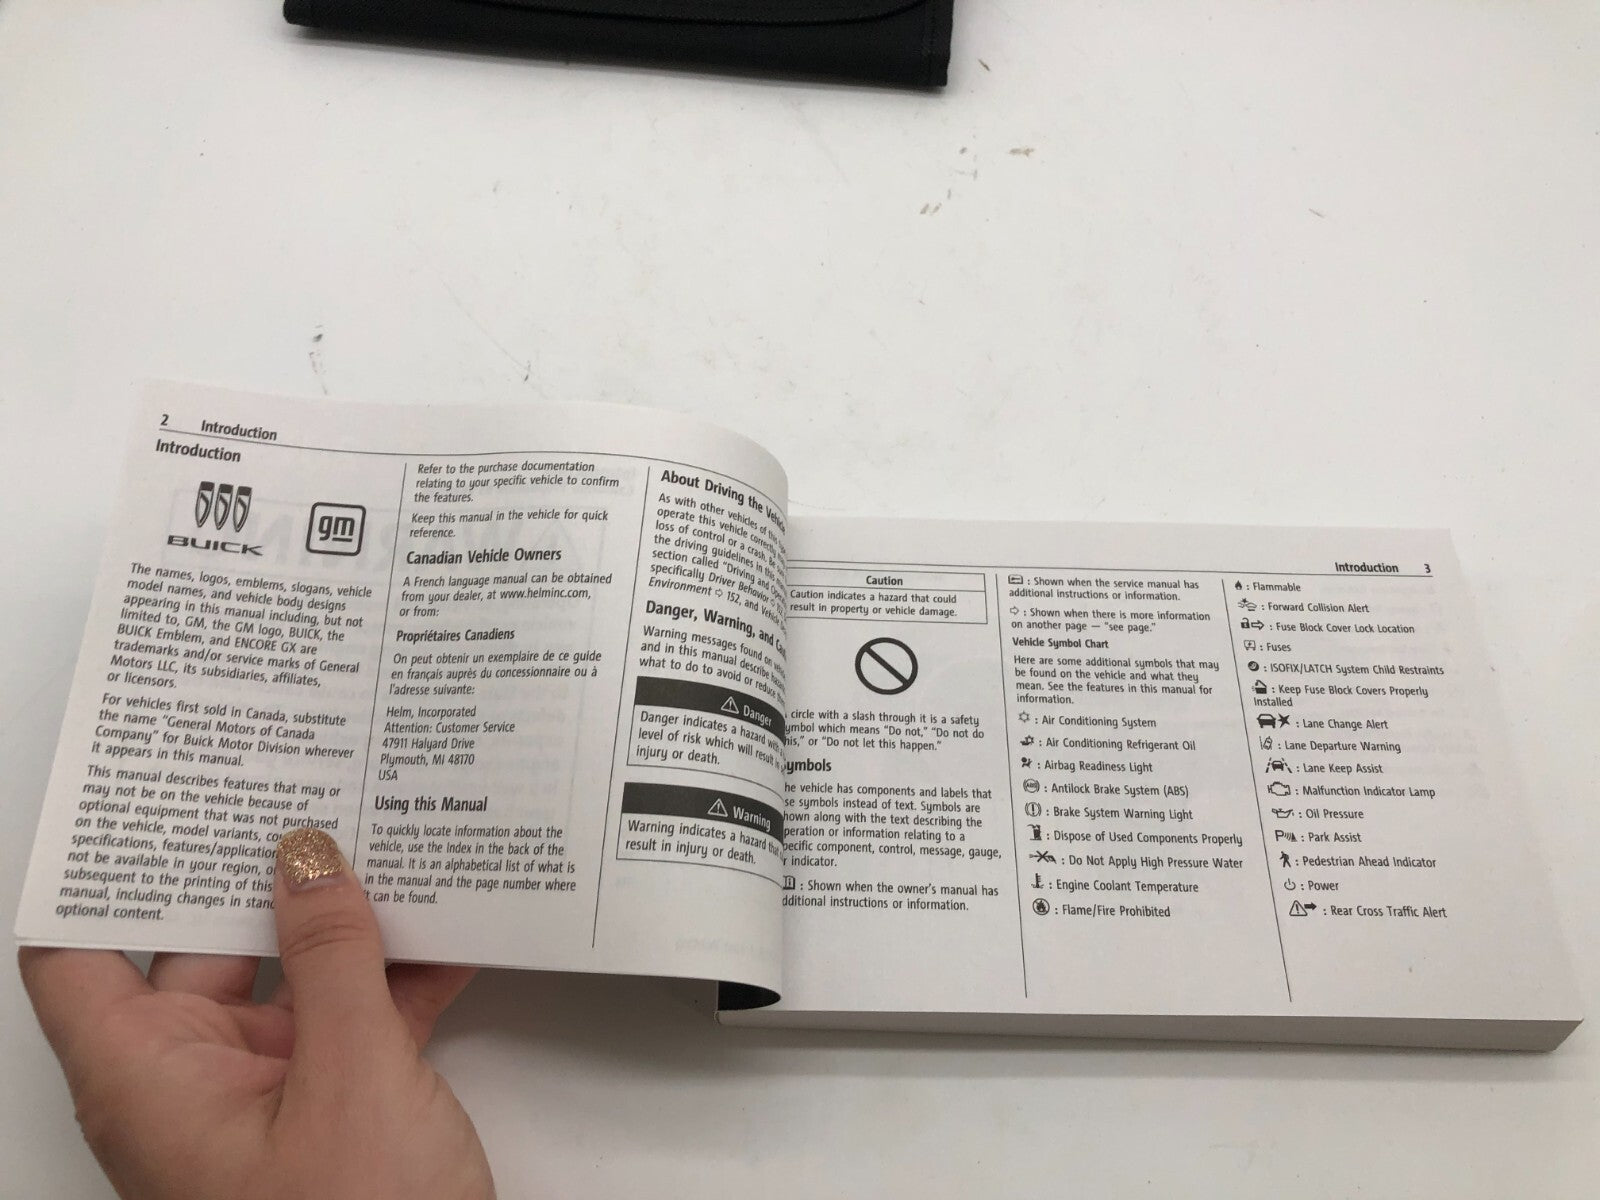 2 Introduction
Introduction
BUICK
gm
The names, logos, emblems, slogans, vehicle
model names, and vehicle body designs
appearing in this manual including, but not
limited to, GM, the GM logo, BUICK, the
BUICK Emblem, and ENCORE GX are
trademarks and/or service marks of General
Motors LLC, its subsidiaries, affiliates,
or licensors.
For vehicles first sold in Canada, substitute
the name "General Motors of Canada
Company" for Buick Motor Division wherever
it appears in this manual.
This manual describes features that may or
may not be on the vehicle because of
optional equipment that was not purchased
on the vehicle, model variants,
specifications, features/application
not be available in your region, o
subsequent to the printing of this
manual, including changes in stan
optional content.
Refer to the purchase documentation
relating to your specific vehicle to confirm
the features.
Keep this manual in the vehicle for quick
reference.
Canadian Vehicle Owners
A French language manual can be obtained
from your dealer, at www.helminc.com,
or from:
Propriétaires Canadiens
On peut obtenir un exemplaire de ce guide
en français auprès du concessionnaire ou à
l'adresse suivante:
Helm, Incorporated
Attention: Customer Service
47911 Halyard Drive
Plymouth, MI 48170
USA
Using this Manual
To quickly locate information about the
vehicle, use the Index in the back of the
manual. It is an alphabetical list of what is
in the manual and the page number where
it can be found.
About Driving the Vehicle
As with other vehicles of this
operate this vehicle correctly
loss of control or a crash. Be
the driving guidelines in this
section called "Driving and
specifically Driver Behavior ⇨
Environment ⇨ 152, and Vehicle
Danger, Warning, and
Warning messages found on
and in this manual describe
what to do to avoid or reduce
⚠ Danger
Danger indicates a hazard with a
level of risk which will result in
injury or death.
⚠ Warning
Warning indicates a hazard that
result in injury or death.
Introduction 3
Caution
Caution indicates a hazard that could
result in property or vehicle damage.
circle with a slash through it is a safety
ymbol which means "Do not," "Do not do
his," or "Do not let this happen."
ymbols
he vehicle has components and labels that
se symbols instead of text. Symbols are
hown along with the text describing the
peration or information relating to a
pecific component, control, message, gauge,
r indicator.
: Shown when the owner's manual has
dditional instructions or information.
: Shown when the service manual has
additional instructions or information.
⇨ : Shown when there is more information
on another page — "see page."
Vehicle Symbol Chart
Here are some additional symbols that may
be found on the vehicle and what they
mean. See the features in this manual for
information.
: Air Conditioning System
: Air Conditioning Refrigerant Oil
: Airbag Readiness Light
: Antilock Brake System (ABS)
: Brake System Warning Light
: Dispose of Used Components Properly
: Do Not Apply High Pressure Water
: Engine Coolant Temperature
: Flame/Fire Prohibited
: Flammable
: Forward Collision Alert
: Fuse Block Cover Lock Location
: Fuses
: ISOFIX/LATCH System Child Restraints
: Keep Fuse Block Covers Properly
Installed
: Lane Change Alert
: Lane Departure Warning
: Lane Keep Assist
: Malfunction Indicator Lamp
: Oil Pressure
: Park Assist
: Pedestrian Ahead Indicator
: Power
: Rear Cross Traffic Alert